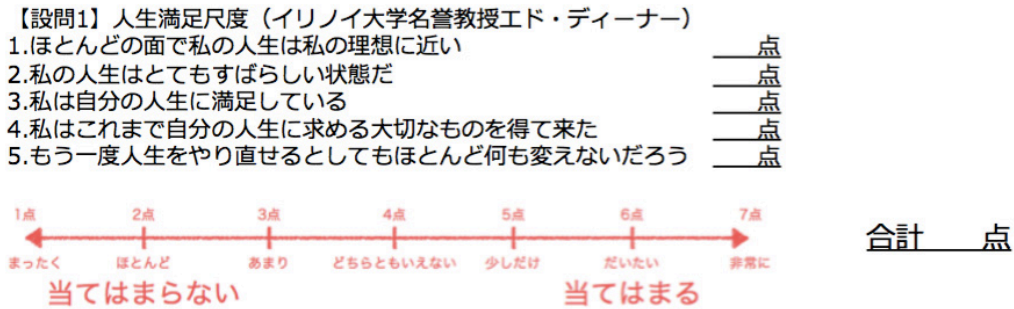 【設問1】人生満足尺度（イリノイ大学名誉教授エド・ディーナー）
1.ほとんどの面で私の人生は私の理想に近い ___点
2.私の人生はとてもすばらしい状態だ ___点
3.私は自分の人生に満足している ___点
4.私はこれまで自分の人生に求める大切なものを得て来た ___点
5.もう一度人生をやり直せるとしてもほとんど何も変えないだろう ___点
1点 2点 3点 4点 5点 6点 7点
まったく ほとんど あまり どちらともいえない 少しだけ だいたい 非常に
当てはまらない 当てはまる
合計 点